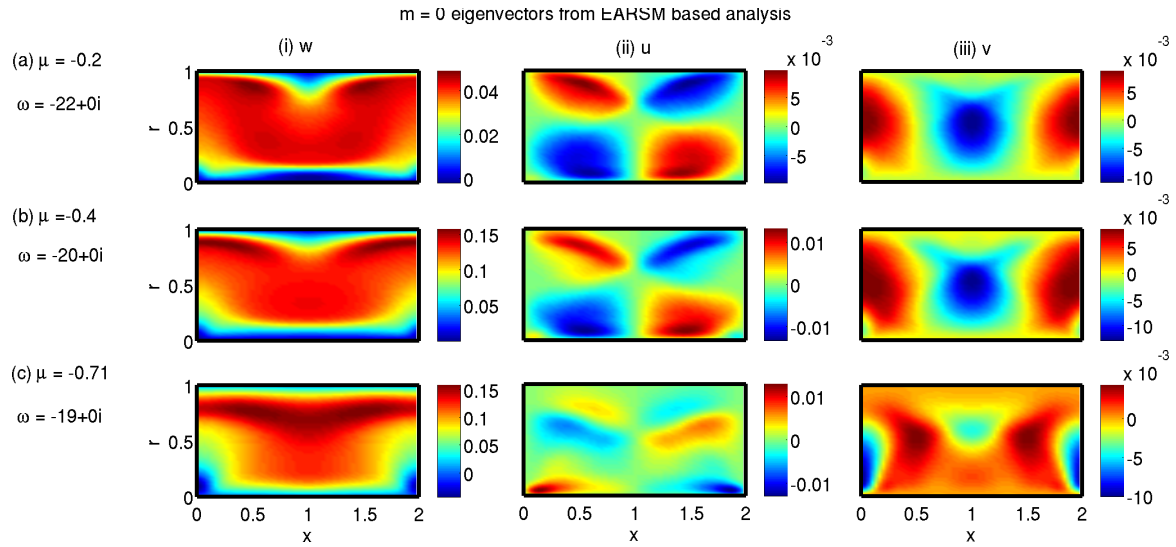 m = 0 eigenvectors from EARSM based analysis
(i) w (ii) u (iii) v
x 10 -3 x 10 -3
(a) μ = -0.2
ω = -22+0i
r
1
0.5
0
0.04
0.02
0
5
0
-5
5
0
-5
-10
x 10 -3
(b) μ =-0.4
ω = -20+0i
r
1
0.5
0
0.15
0.1
0.05
0.01
0
-0.01
5
0
-5
-10
x 10 -3
(c) μ = -0.71
ω = -19+0i
r
1
0.5
0
0.15
0.1
0.05
0
0.01
0
-0.01
5
0
-5
-10
0 0.5 1 1.5 2 0 0.5 1 1.5 2 0 0.5 1 1.5 2
x x x